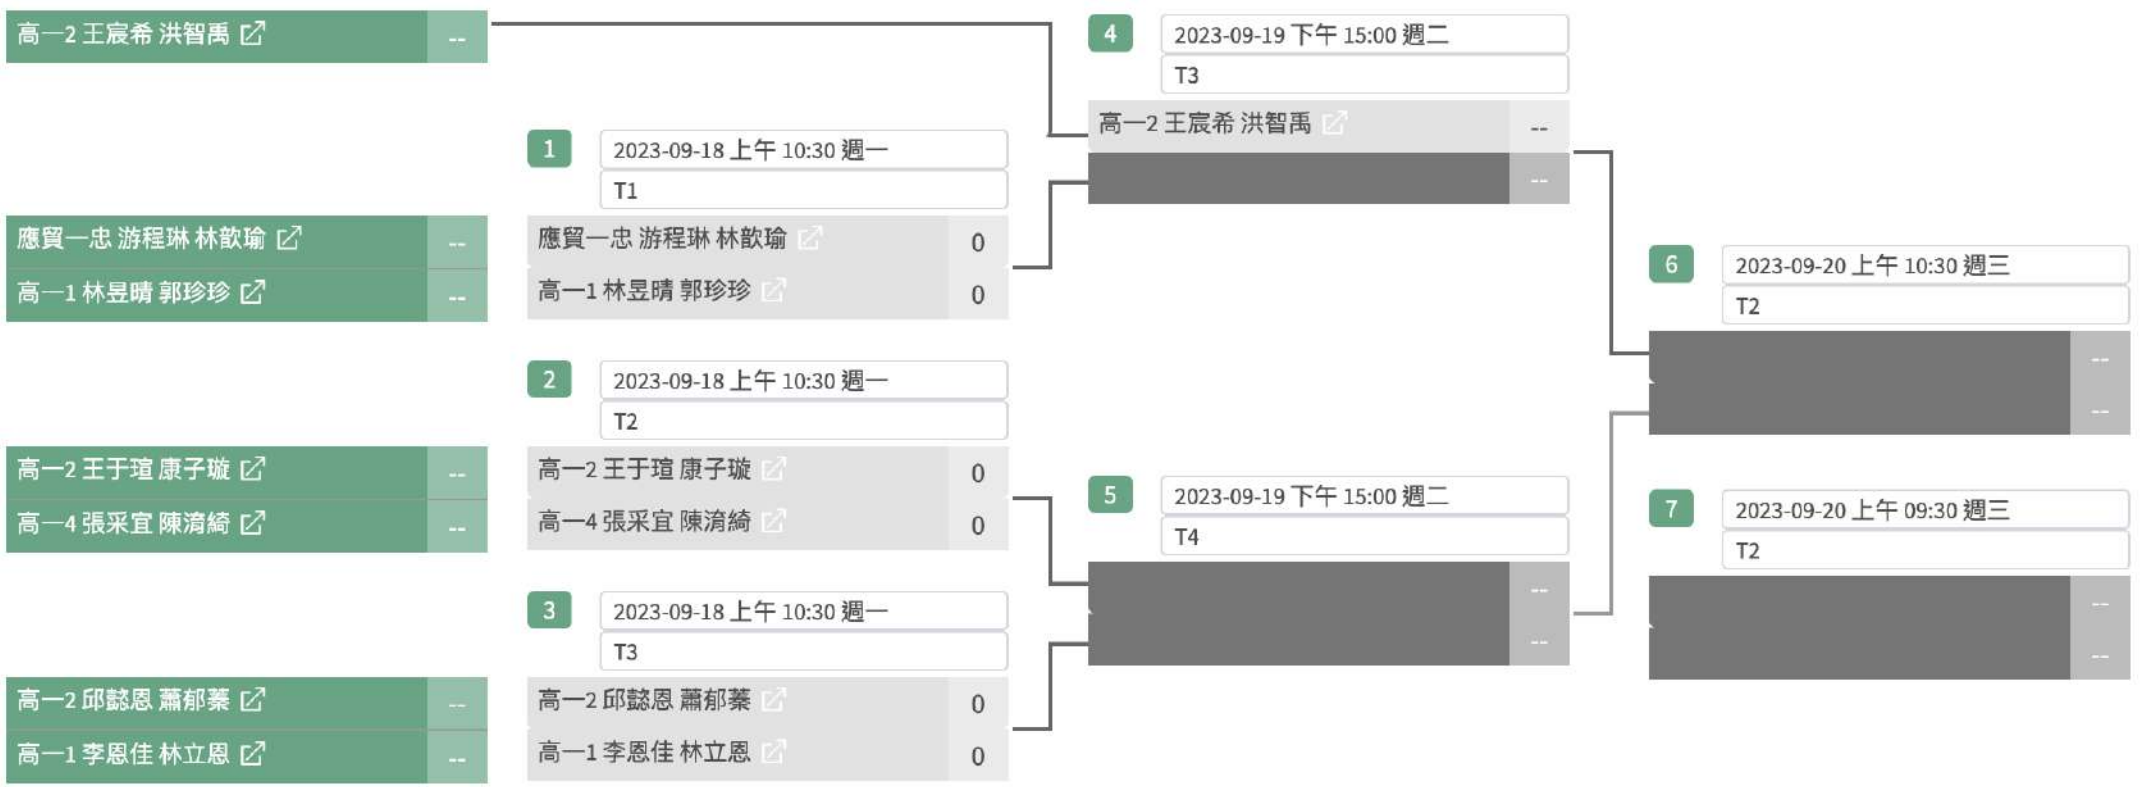 高一2 王宸希 洪智禹 --
應貿一忠 游程琳 林歆瑜 --
高一1 林昱晴 郭珍珍 --
高一2 王于瑄 康子璇 --
高一4 張采宜 陳淯綺 --
高一2 邱懿恩 蕭郁蓁 --
高一1 李恩佳 林立恩 --
1 2023-09-18 上午 10:30 週一
T1
應貿一忠 游程琳 林歆瑜 0
高一1 林昱晴 郭珍珍 0
2 2023-09-18 上午 10:30 週一
T2
高一2 王于瑄 康子璇 0
高一4 張采宜 陳淯綺 0
3 2023-09-18 上午 10:30 週一
T3
高一2 邱懿恩 蕭郁蓁 0
高一1 李恩佳 林立恩 0
4 2023-09-19 下午 15:00 週二
T3
高一2 王宸希 洪智禹 --
--
5 2023-09-19 下午 15:00 週二
T4
--
--
6 2023-09-20 上午 10:30 週三
T2
--
--
7 2023-09-20 上午 09:30 週三
T2
--
--